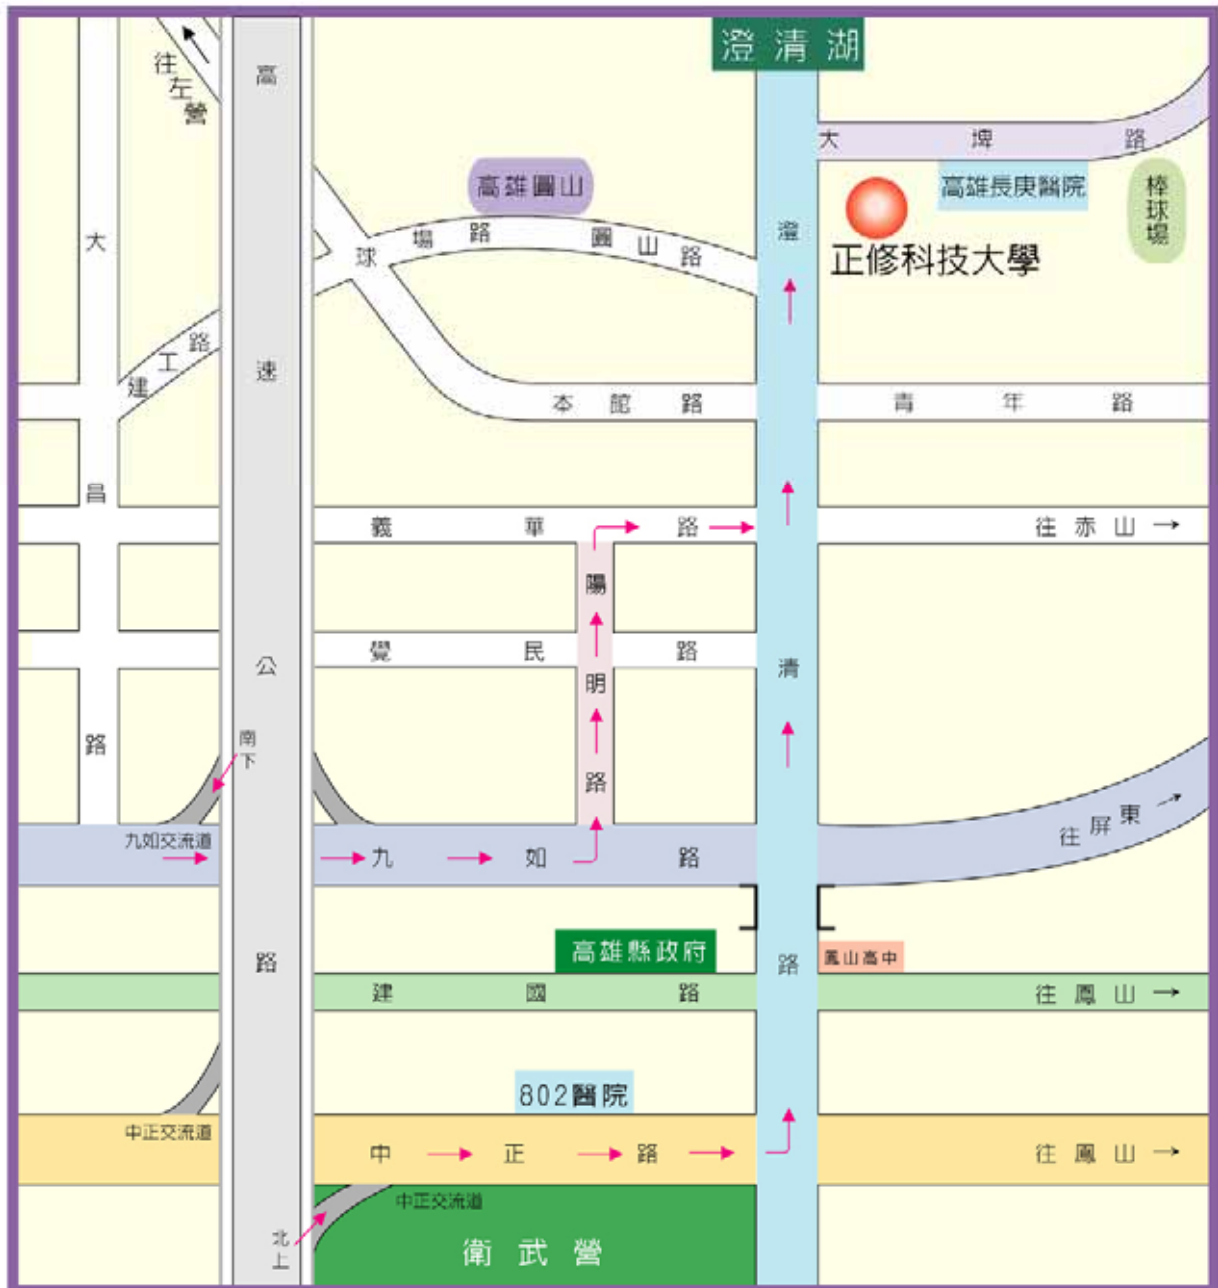 澄清湖
往左營
高速公路
大埤路
高雄圓山
高雄長庚醫院
棒球場
正修科技大學
大昌路
球場路
圓山路
澄清路
建工路
本館路
青年路
義華路
往赤山
陽明路
覺民路
南下
九如交流道
九如路
往屏東
高雄縣政府
鳳山高中
建國路
往鳳山
802醫院
中正交流道
中正路
往鳳山
中正交流道
北上
衛武營